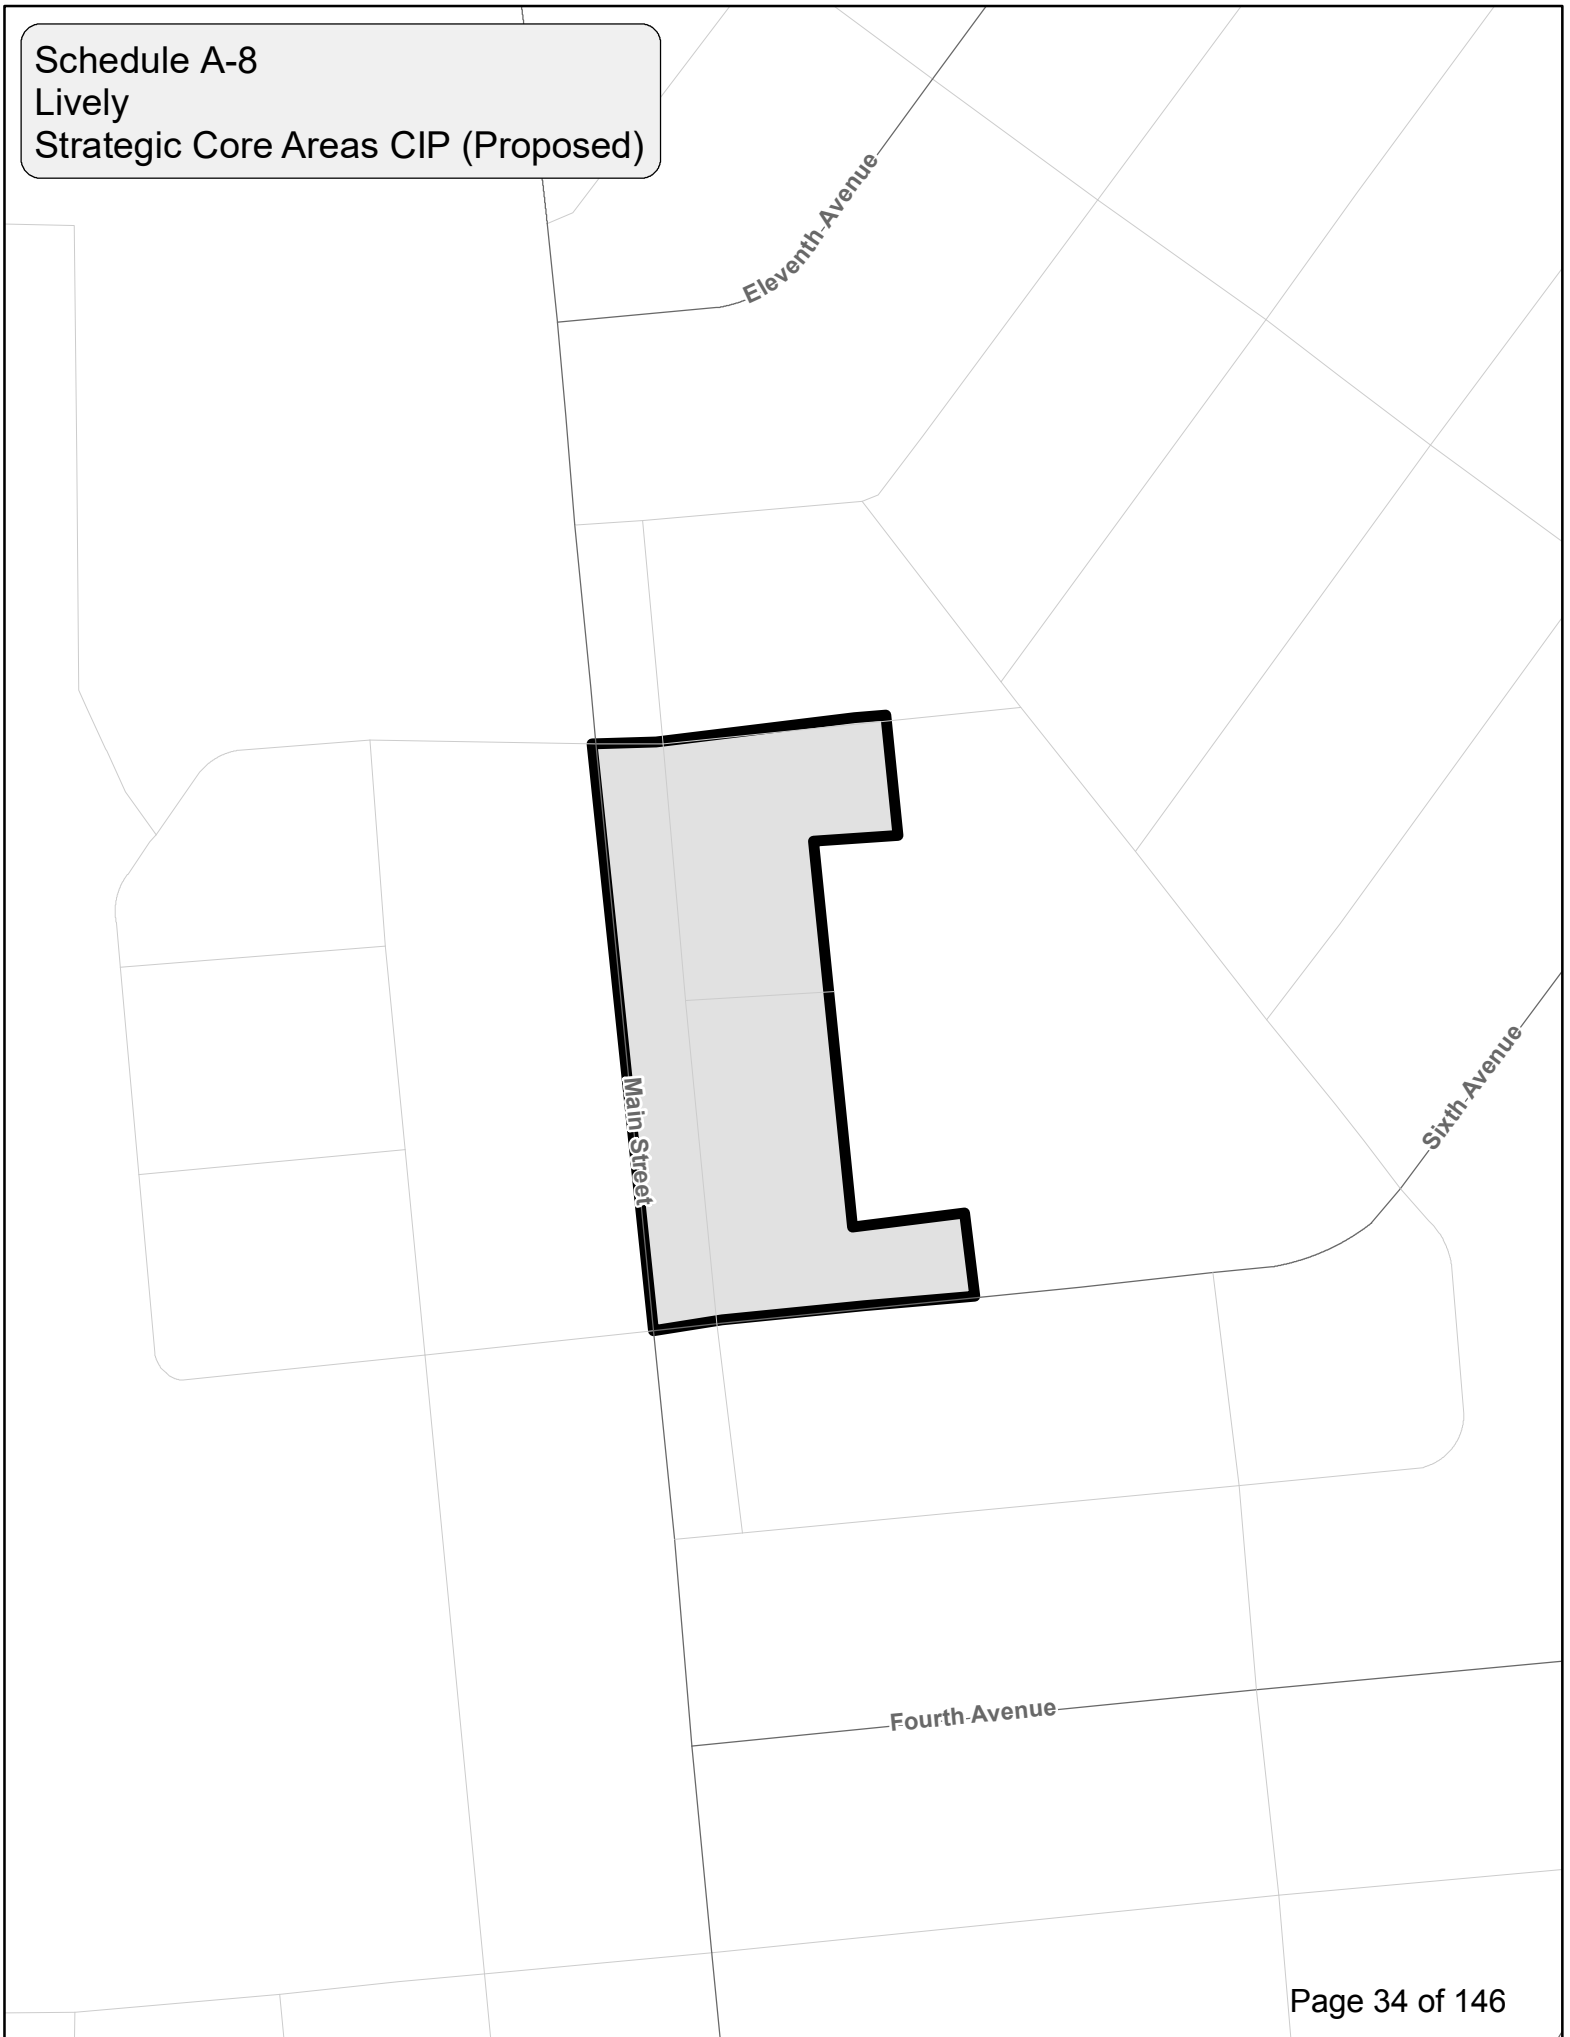 Schedule A-8
Lively
Strategic Core Areas CIP (Proposed)
Eleventh Avenue
Main Street
Sixth Avenue
Fourth Avenue
Page 34 of 146